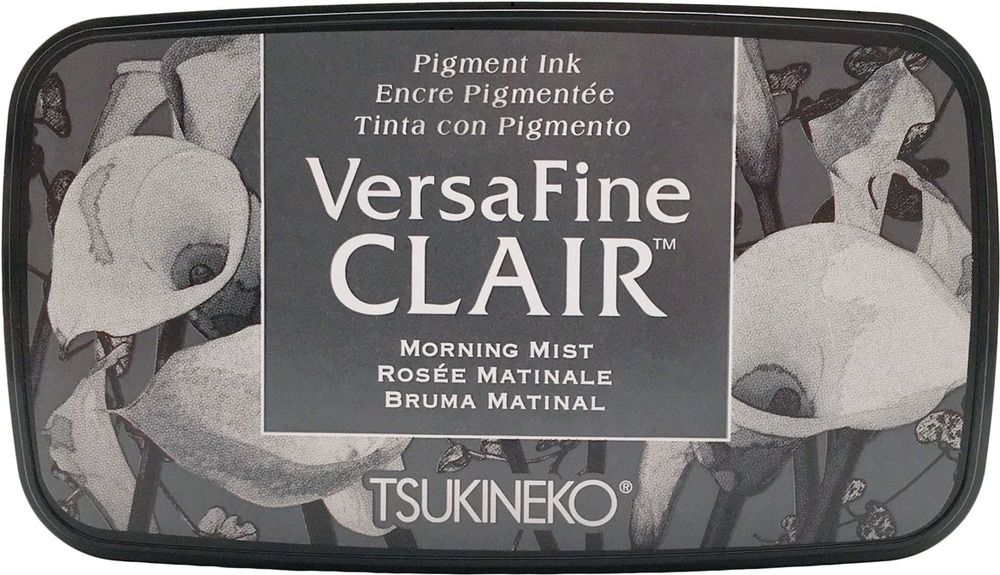 Pigment Ink
Encre Pigmentée
Tinta con Pigmento
VersaFine
CLAIR™
MORNING MIST
ROSÉE MATINALE
BRUMA MATINAL
TSUKINEKO®